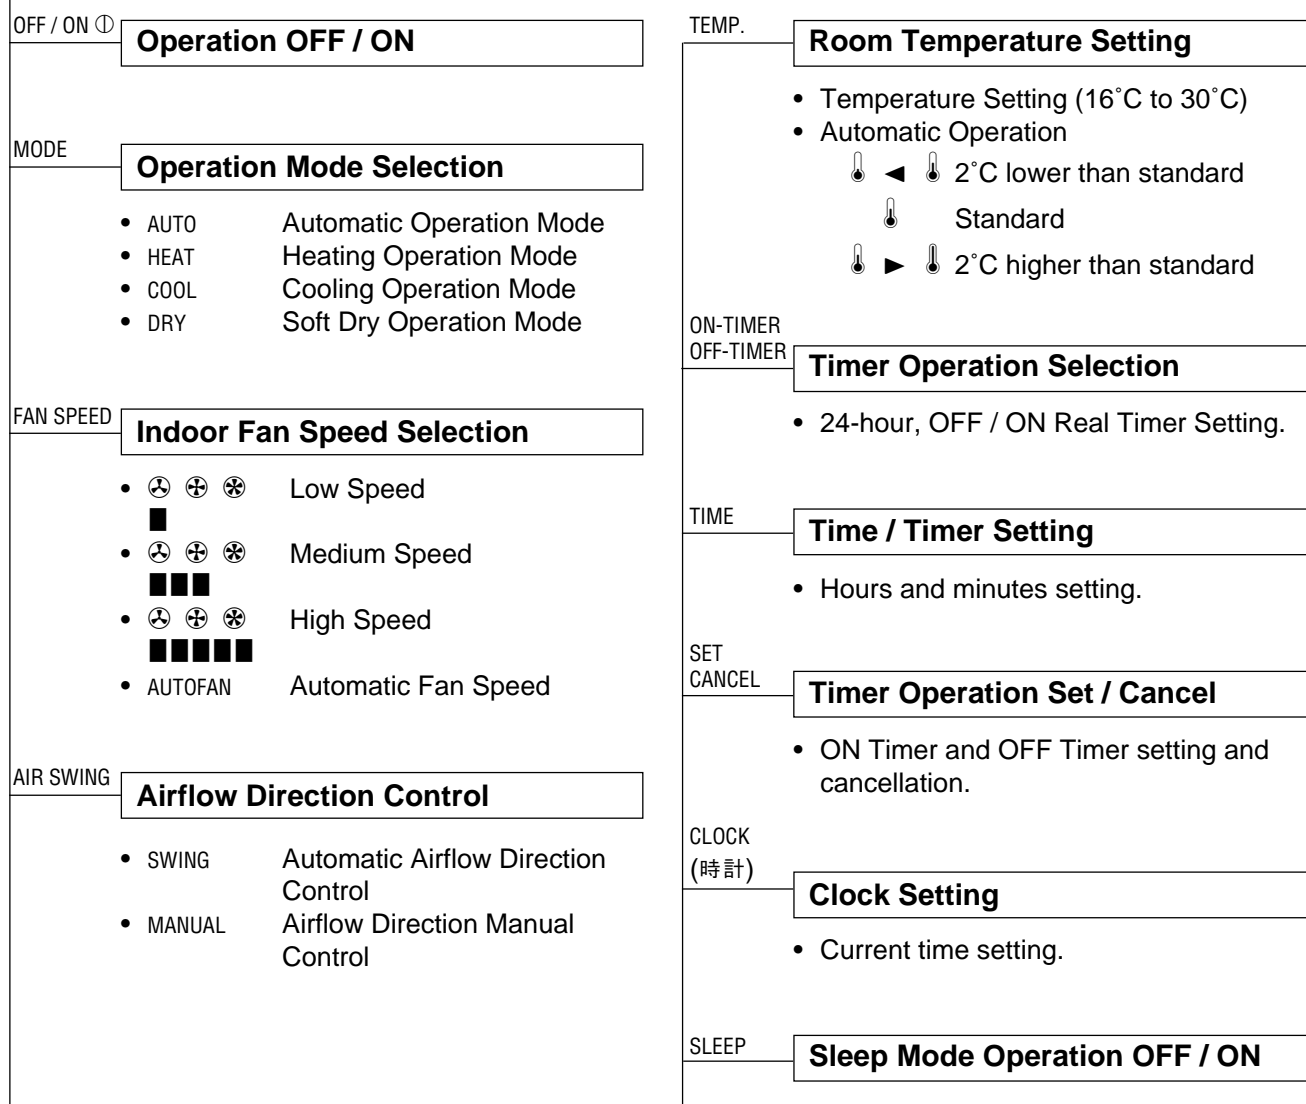 OFF / ON ⏼
Operation OFF / ON
MODE
Operation Mode Selection
• AUTO Automatic Operation Mode
• HEAT Heating Operation Mode
• COOL Cooling Operation Mode
• DRY Soft Dry Operation Mode
FAN SPEED
Indoor Fan Speed Selection
• Low Speed
• Medium Speed
• High Speed
• AUTOFAN Automatic Fan Speed
AIR SWING
Airflow Direction Control
• SWING Automatic Airflow Direction
Control
• MANUAL Airflow Direction Manual
Control
TEMP.
Room Temperature Setting
• Temperature Setting (16˚C to 30˚C)
• Automatic Operation
2˚C lower than standard
Standard
2˚C higher than standard
ON-TIMER
OFF-TIMER
Timer Operation Selection
• 24-hour, OFF / ON Real Timer Setting.
TIME
Time / Timer Setting
• Hours and minutes setting.
SET
CANCEL
Timer Operation Set / Cancel
• ON Timer and OFF Timer setting and
cancellation.
CLOCK
(時計)
Clock Setting
• Current time setting.
SLEEP
Sleep Mode Operation OFF / ON